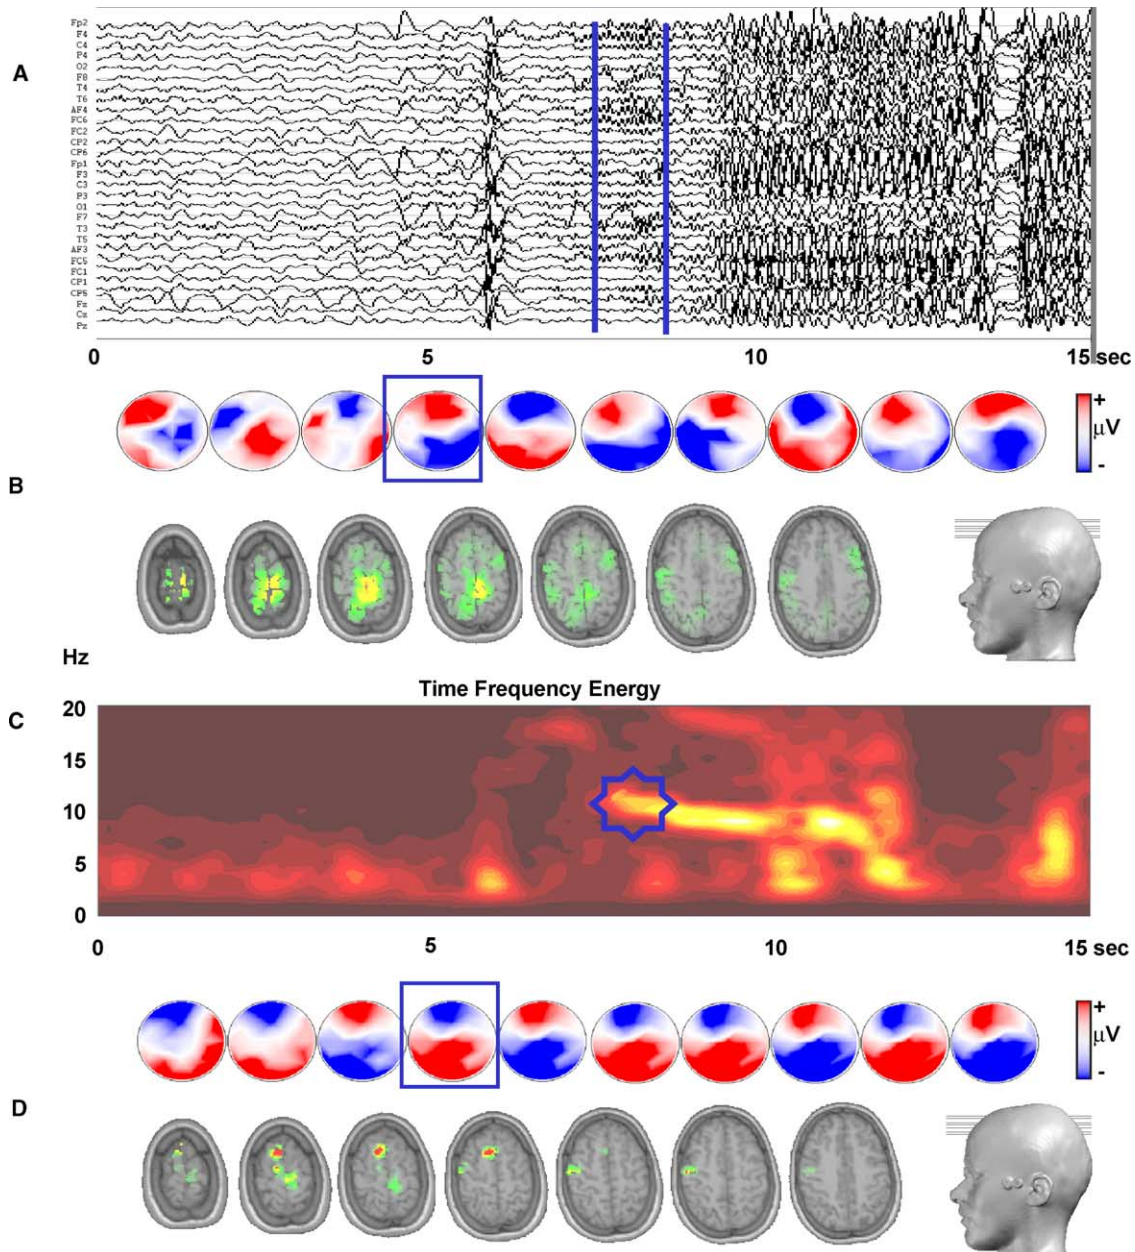 Fp2
F4
C4
P4
O2
F8
T4
T6
AF4
FC6
FC2
CP2
CP6
Fp1
F3
C3
P3
O1
F7
T3
T5
AF3
FC5
FC1
CP1
CP5
Fz
Cz
Pz
A
0 5 10 15 sec
+
μV
-
B
Hz
Time Frequency Energy
C
20
15
10
5
0
0 5 10 15 sec
+
μV
-
D